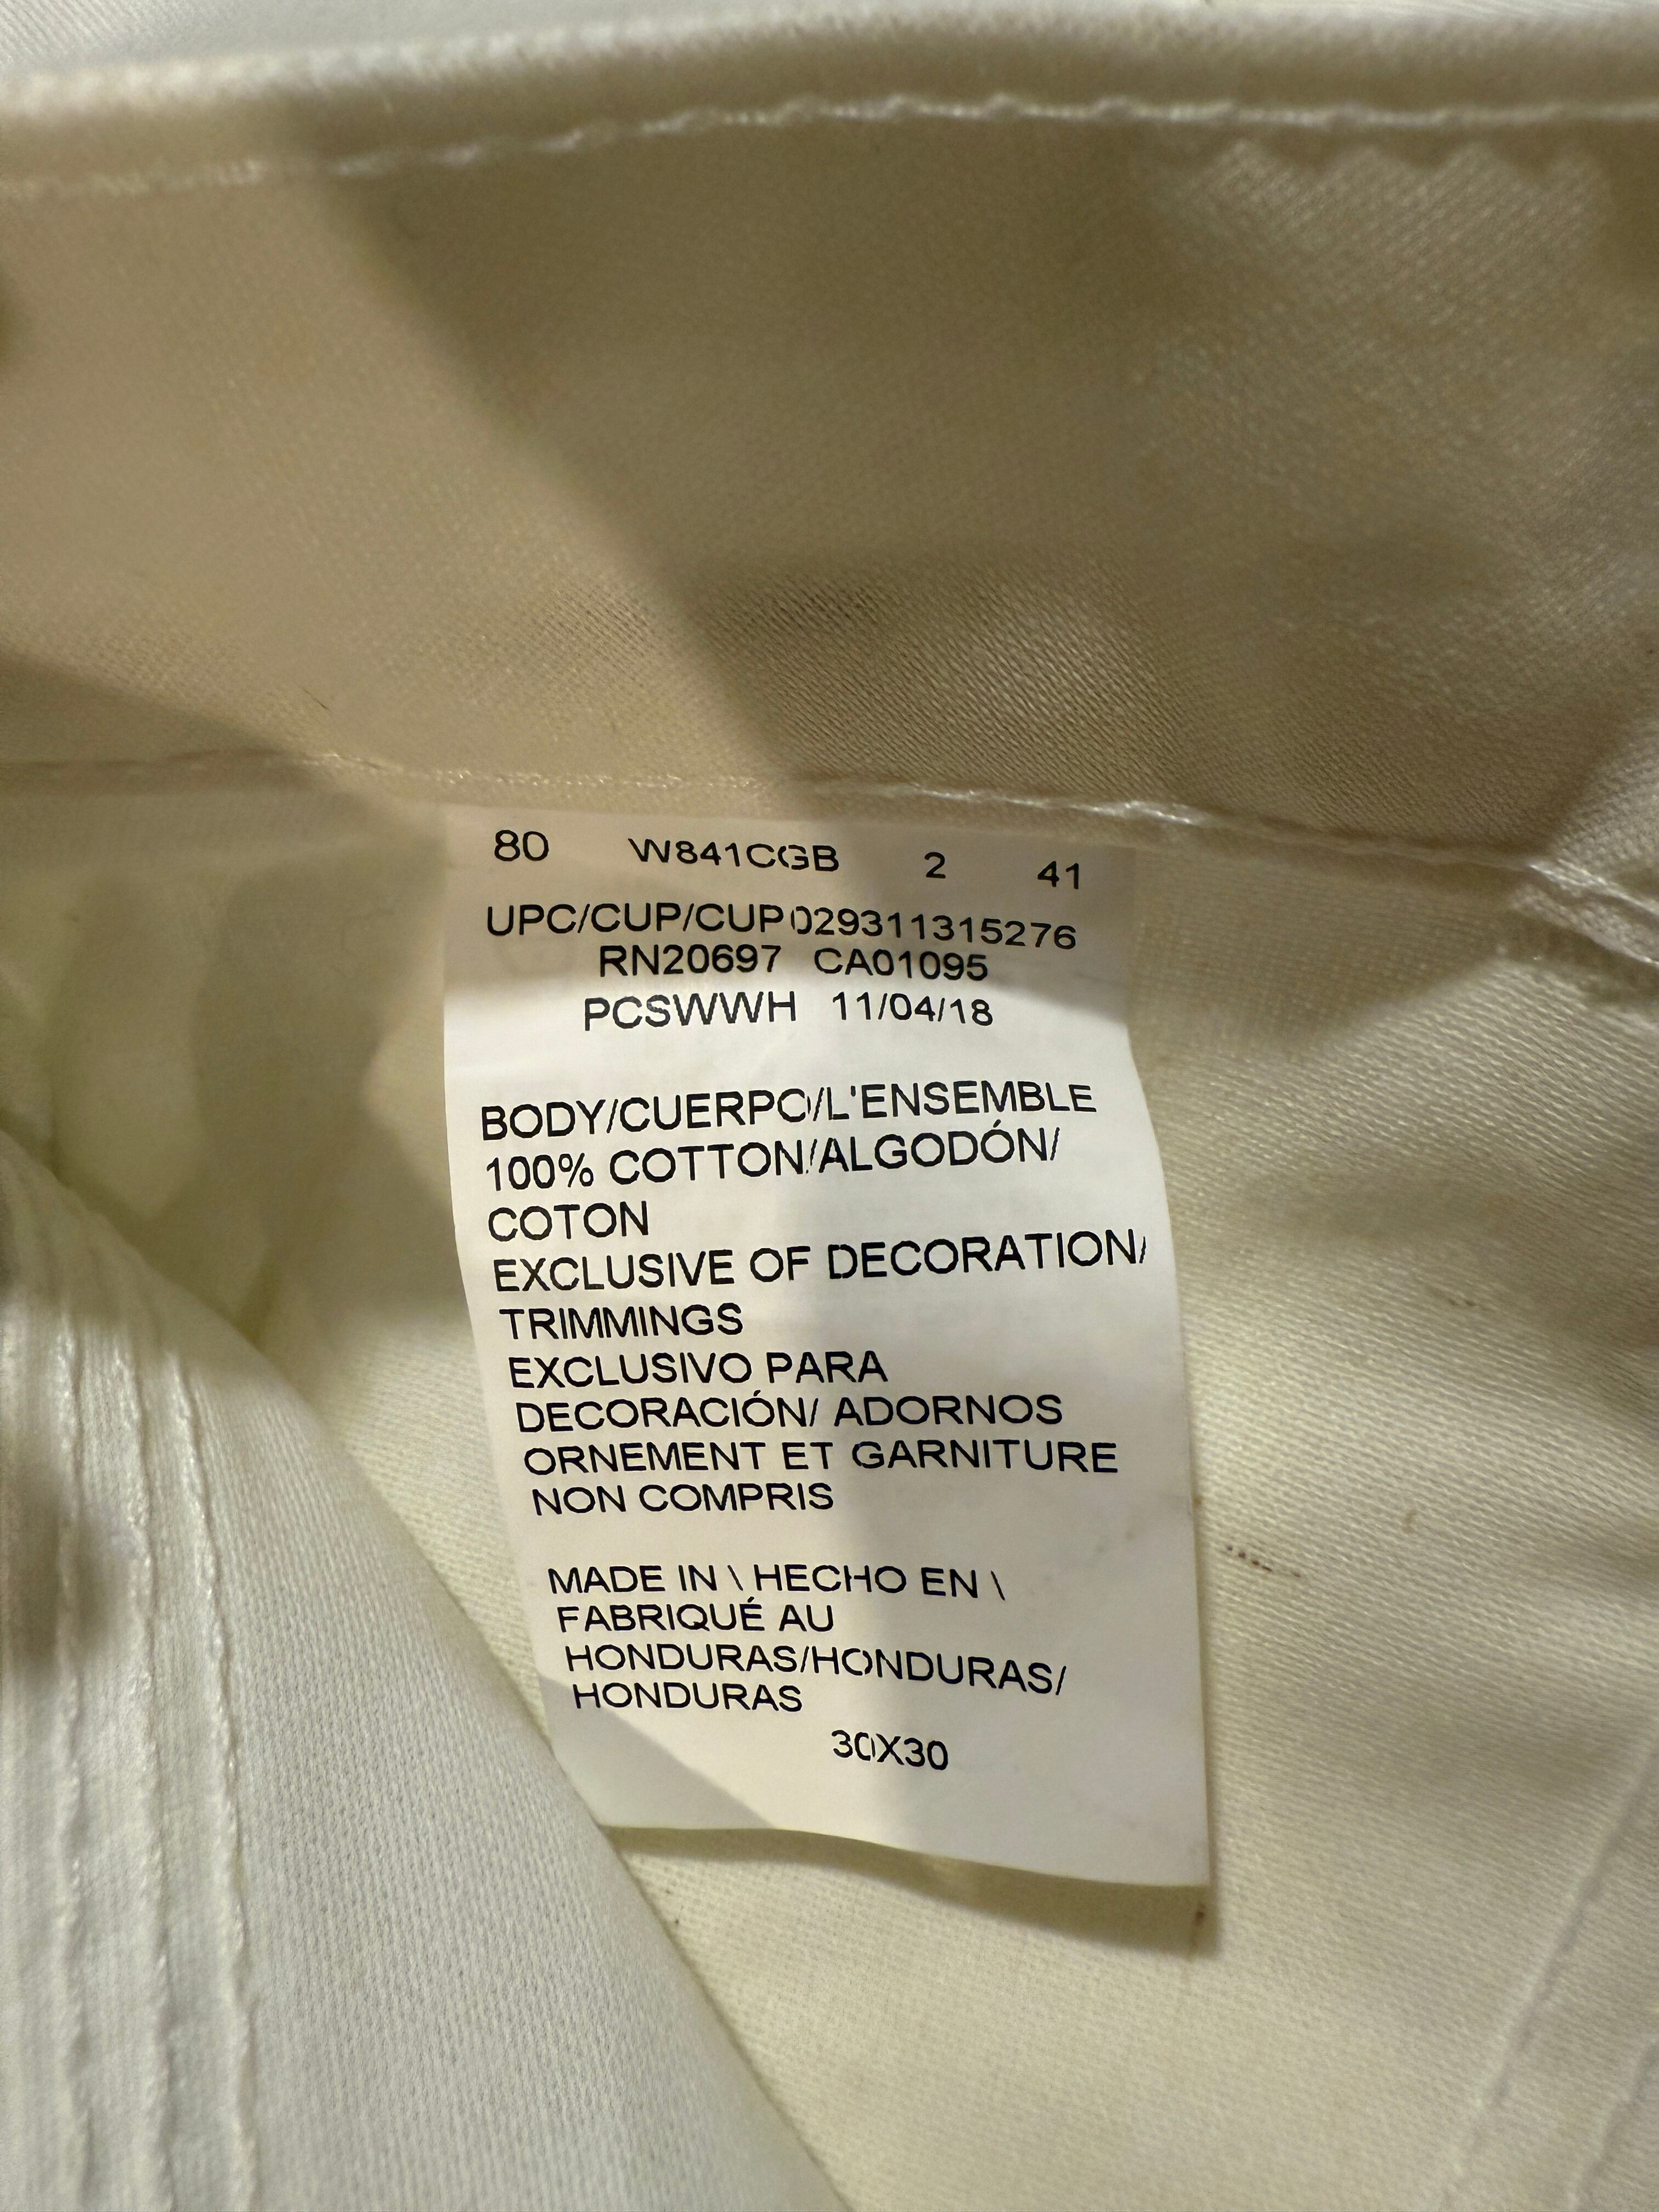 80 W841CGB 2 41
UPC/CUP/CUP029311315276
RN20697 CA01095
PCSWWH 11/04/18
BODY/CUERPO/L'ENSEMBLE
100% COTTON/ALGODÓN/
COTON
EXCLUSIVE OF DECORATION/
TRIMMINGS
EXCLUSIVO PARA
DECORACIÓN/ ADORNOS
ORNEMENT ET GARNITURE
NON COMPRIS
MADE IN \ HECHO EN \
FABRIQUÉ AU
HONDURAS/HONDURAS/
HONDURAS
30X30